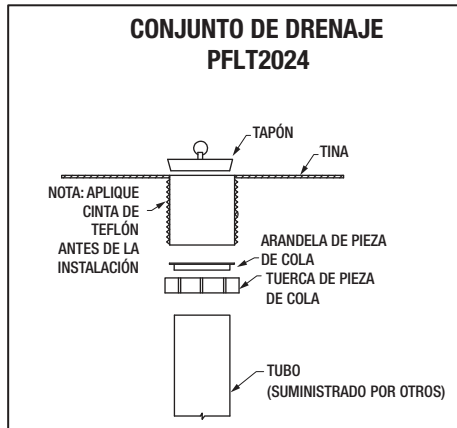 CONJUNTO DE DRENAJE
PFLT2024
TAPÓN
TINA
NOTA: APLIQUE
CINTA DE
TEFLÓN
ANTES DE LA
INSTALACIÓN
ARANDELA DE PIEZA
DE COLA
TUERCA DE PIEZA
DE COLA
TUBO
(SUMINISTRADO POR OTROS)